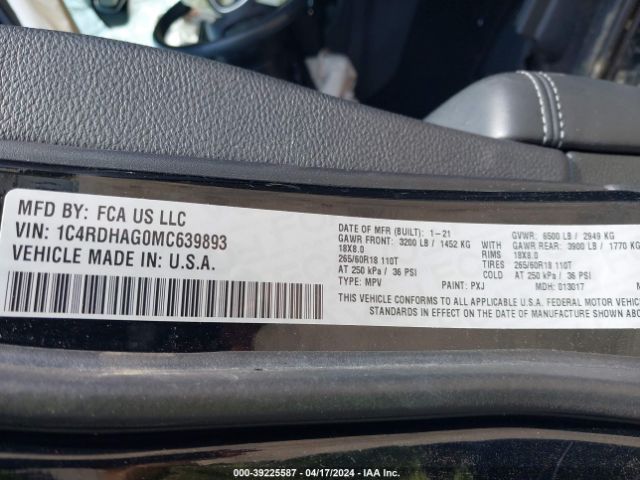 MFD BY: FCA US LLC
VIN: 1C4RDHAG0MC639893
VEHICLE MADE IN: U.S.A.
DATE OF MFR (BUILT): 1-21 GVWR: 6500 LB / 2949 KG
GAWR FRONT: 3200 LB / 1452 KG WITH GAWR REAR: 3900 LB / 1770 KG
18X8.0 RIMS 18X8.0
265/60R18 110T TIRES 265/60R18 110T
AT 250 kPa / 36 PSI COLD AT 250 kPa / 36 PSI
TYPE: MPV PAINT: PXJ MDH: 013017
THIS VEHICLE CONFORMS TO ALL APPLICABLE U.S.A. FEDERAL MOTOR VEHICLE
STANDARDS IN EFFECT ON THE DATE OF MANUFACTURE SHOWN
000-39225587 - 04/17/2024 - IAA Inc.